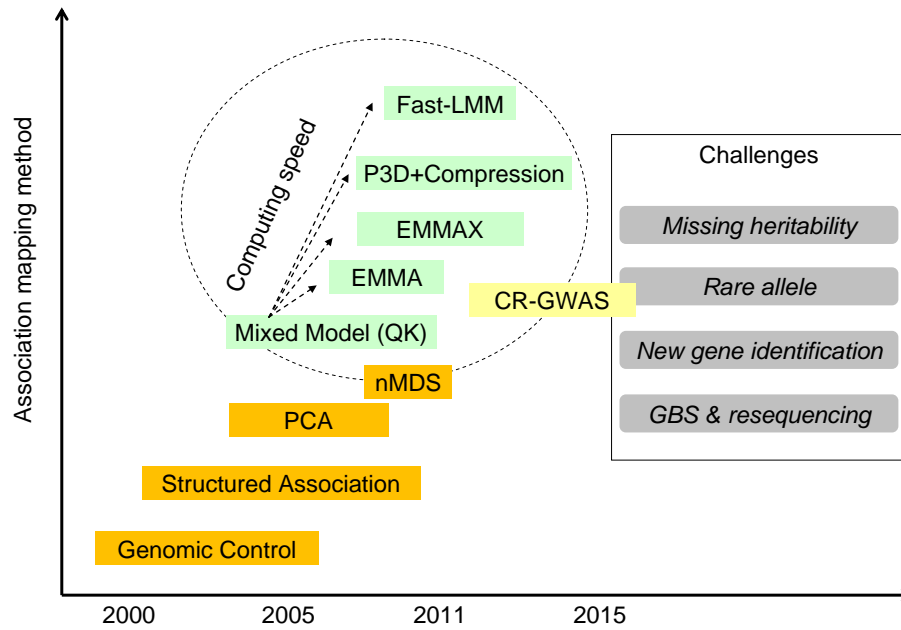 Association mapping method
Computing speed
Fast-LMM
P3D+Compression
EMMAX
EMMA
Mixed Model (QK)
CR-GWAS
nMDS
PCA
Structured Association
Genomic Control
Challenges
Missing heritability
Rare allele
New gene identification
GBS & resequencing
2000
2005
2011
2015